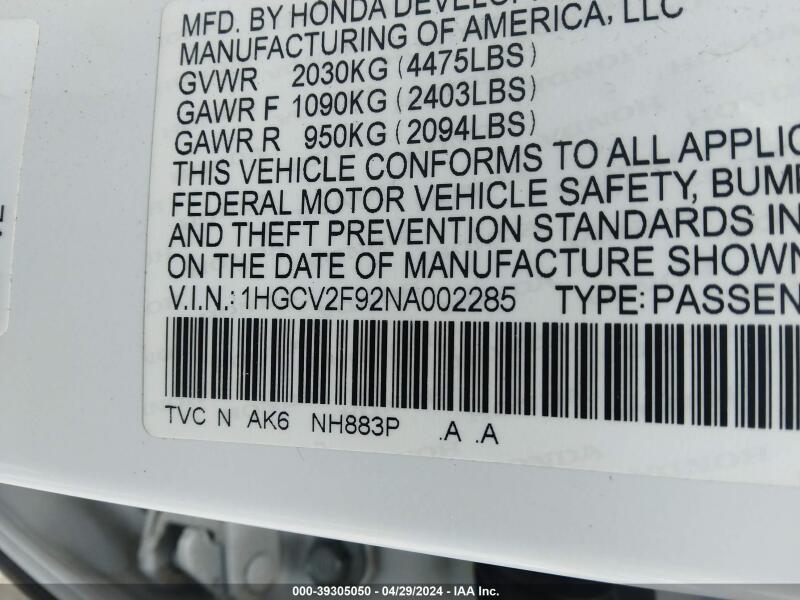 MFD. BY HONDA DEVELOP
MANUFACTURING OF AMERICA, LLC
GVWR 2030KG (4475LBS)
GAWR F 1090KG (2403LBS)
GAWR R 950KG (2094LBS)
THIS VEHICLE CONFORMS TO ALL APPLIC
FEDERAL MOTOR VEHICLE SAFETY, BUMP
AND THEFT PREVENTION STANDARDS IN
ON THE DATE OF MANUFACTURE SHOWN
V.I.N.: 1HGCV2F92NA002285 TYPE: PASSEN
TVC N AK6 NH883P .A .A
000-39305050 - 04/29/2024 - IAA Inc.